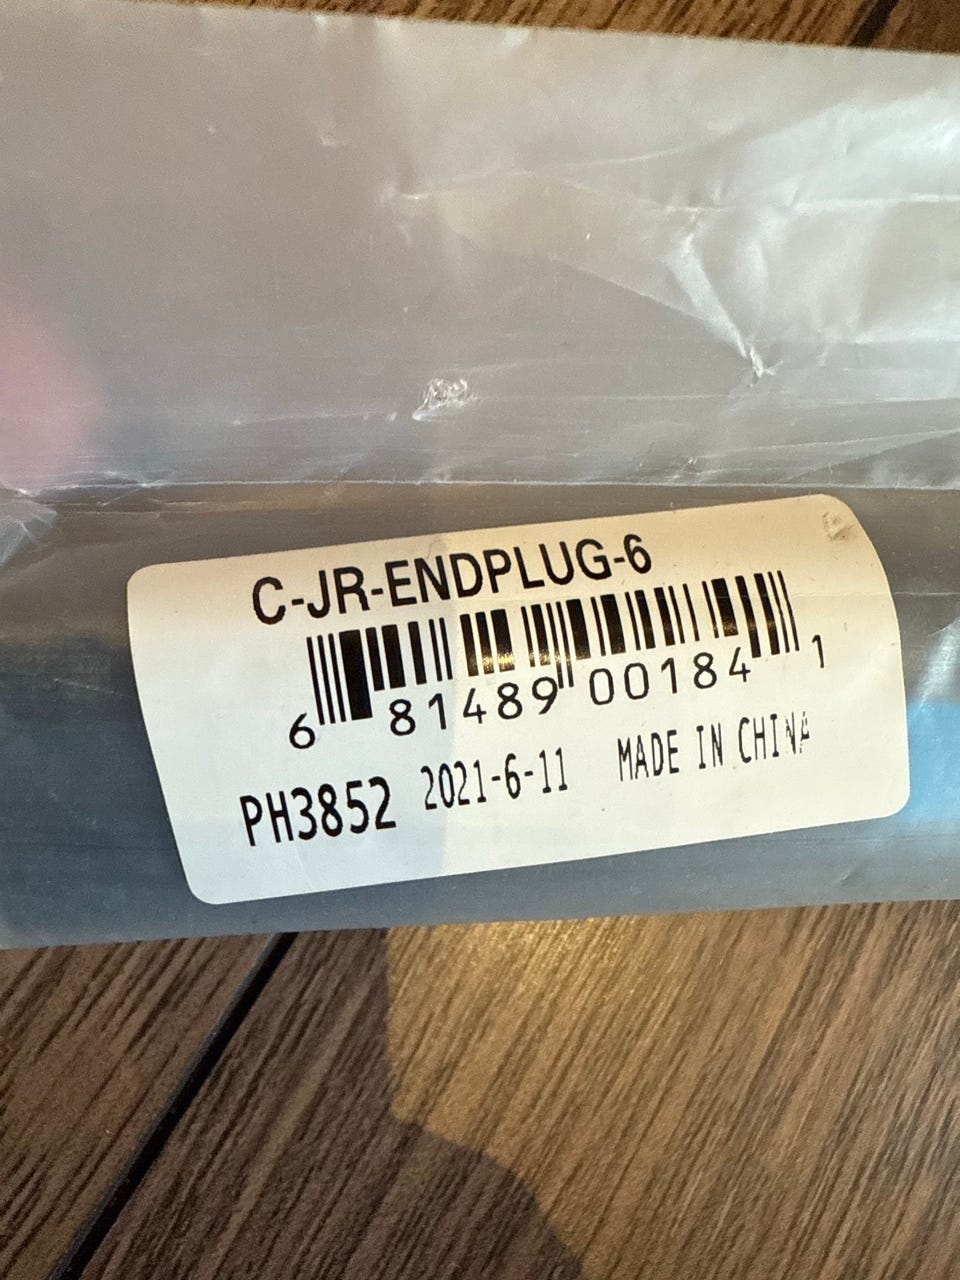 C-JR-ENDPLUG-6
6 81489 00184 1
PH3852 2021-6-11 MADE IN CHINA